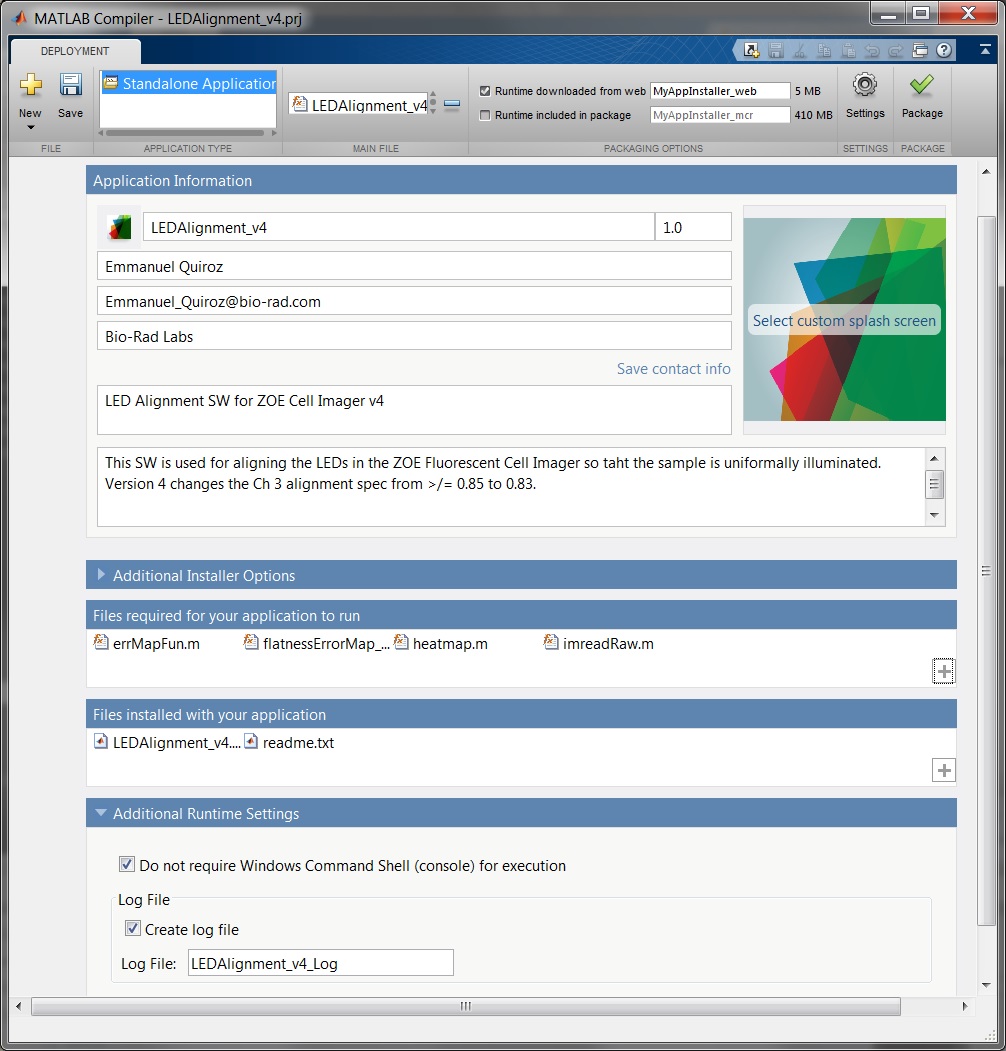 MATLAB Compiler - LEDAlignment_v4.prj
DEPLOYMENT
New
Save
FILE
Standalone Application
APPLICATION TYPE
LEDAlignment_v4
MAIN FILE
Runtime downloaded from web MyAppInstaller_web 5 MB
Runtime included in package MyAppInstaller_mcr 410 MB
PACKAGING OPTIONS
Settings
SETTINGS
Package
PACKAGE
Application Information
LEDAlignment_v4 1.0
Emmanuel Quiroz
Emmanuel_Quiroz@bio-rad.com
Bio-Rad Labs
Save contact info
Select custom splash screen
LED Alignment SW for ZOE Cell Imager v4
This SW is used for aligning the LEDs in the ZOE Fluorescent Cell Imager so taht the sample is uniformally illuminated.
Version 4 changes the Ch 3 alignment spec from >/= 0.85 to 0.83.
Additional Installer Options
Files required for your application to run
errMapFun.m flatnessErrorMap_... heatmap.m imreadRaw.m
Files installed with your application
LEDAlignment_v4.... readme.txt
Additional Runtime Settings
Do not require Windows Command Shell (console) for execution
Log File
Create log file
Log File: LEDAlignment_v4_Log